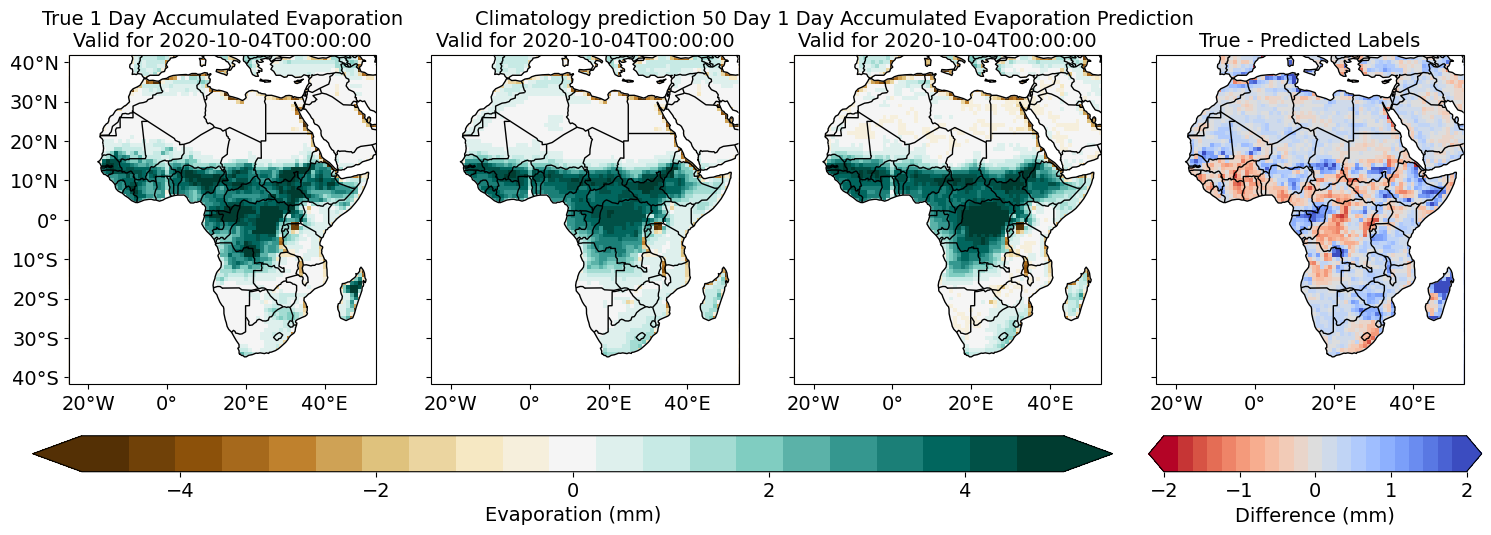 True 1 Day Accumulated Evaporation
Valid for 2020-10-04T00:00:00
Climatology prediction 50 Day 1 Day Accumulated Evaporation Prediction
Valid for 2020-10-04T00:00:00
Valid for 2020-10-04T00:00:00
True - Predicted Labels
40°N
30°N
20°N
10°N
0°
10°S
20°S
30°S
40°S
20°W 0° 20°E 40°E
20°W 0° 20°E 40°E
20°W 0° 20°E 40°E
20°W 0° 20°E 40°E
−4 −2 0 2 4
Evaporation (mm)
−2 −1 0 1 2
Difference (mm)